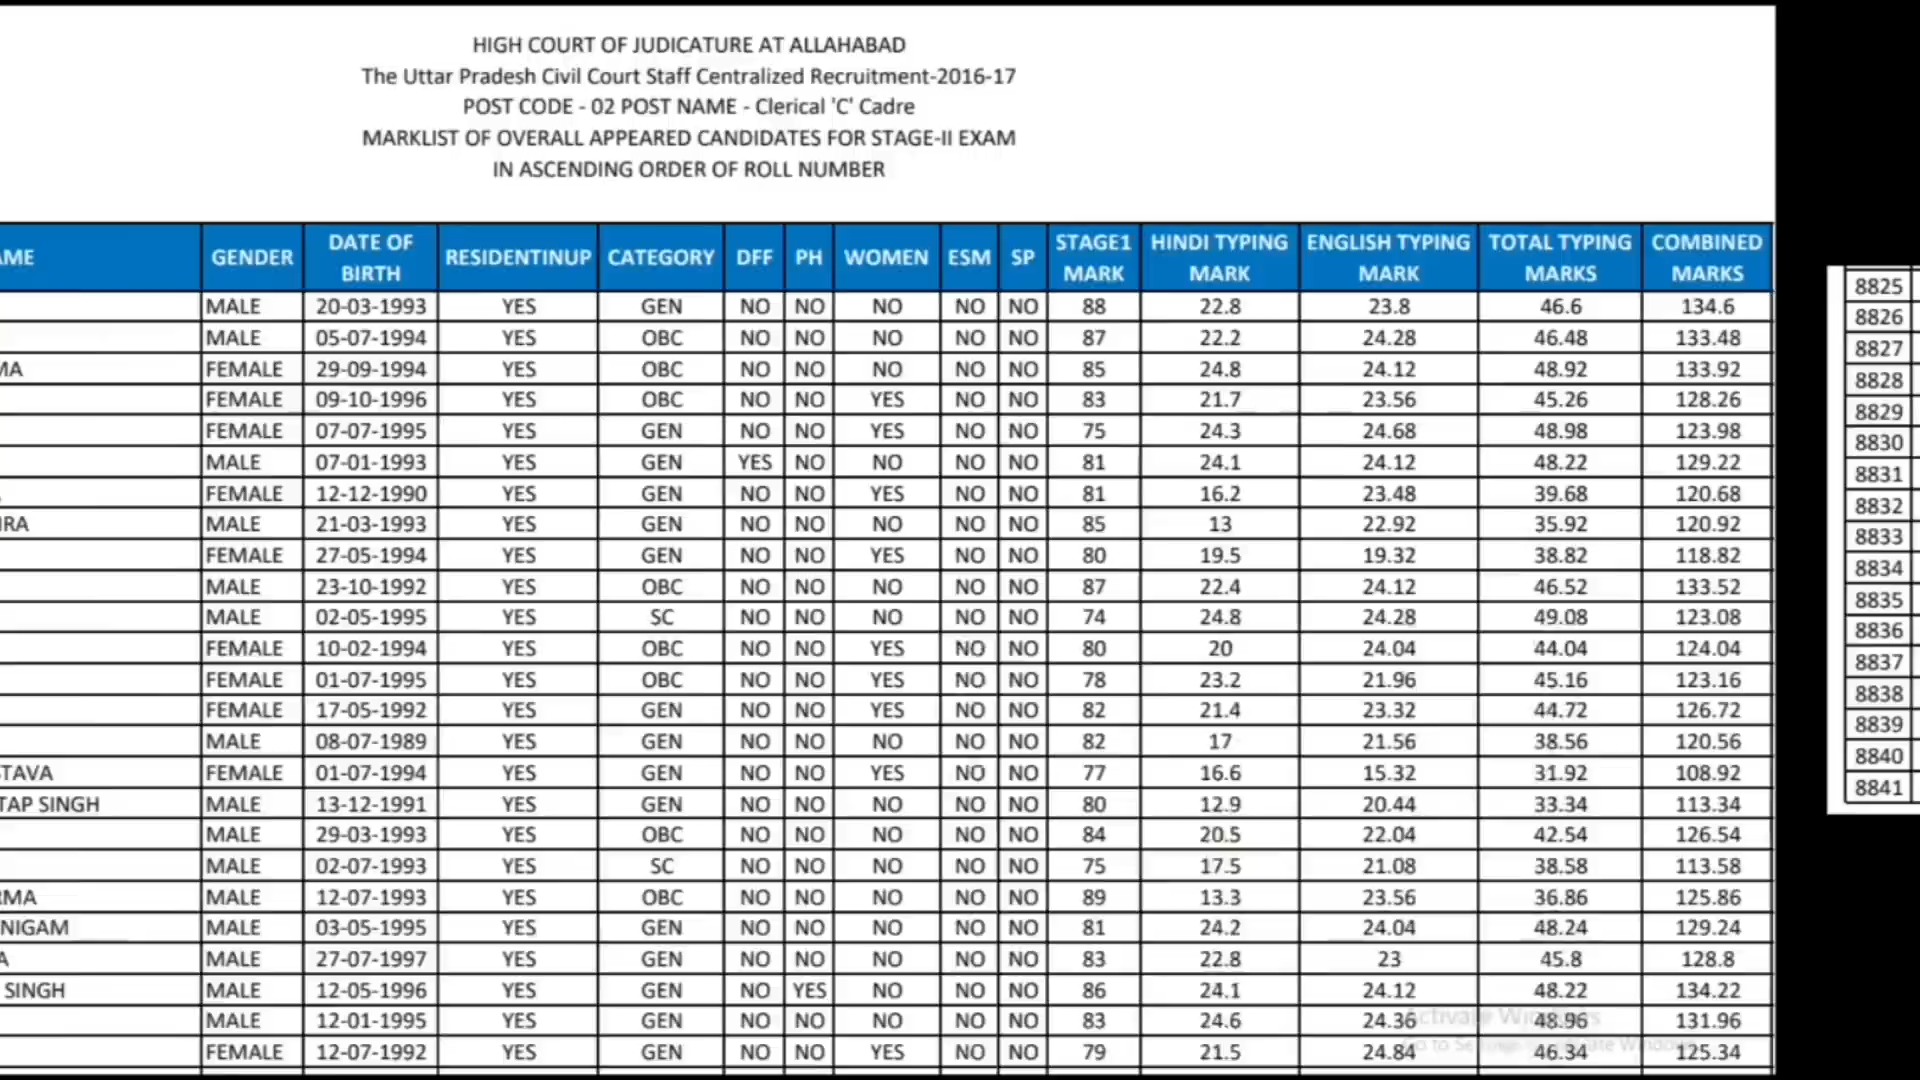 HIGH COURT OF JUDICATURE AT ALLAHABAD
The Uttar Pradesh Civil Court Staff Centralized Recruitment-2016-17
POST CODE - 02 POST NAME - Clerical 'C' Cadre
MARKLIST OF OVERALL APPEARED CANDIDATES FOR STAGE-II EXAM
IN ASCENDING ORDER OF ROLL NUMBER
AME GENDER DATE OF BIRTH RESIDENTINUP CATEGORY DFF PH WOMEN ESM SP STAGE1 MARK HINDI TYPING MARK ENGLISH TYPING MARK TOTAL TYPING MARKS COMBINED MARKS
MALE 20-03-1993 YES GEN NO NO NO NO NO 88 22.8 23.8 46.6 134.6
MALE 05-07-1994 YES OBC NO NO NO NO NO 87 22.2 24.28 46.48 133.48
MA FEMALE 29-09-1994 YES OBC NO NO NO NO NO 85 24.8 24.12 48.92 133.92
FEMALE 09-10-1996 YES OBC NO NO YES NO NO 83 21.7 23.56 45.26 128.26
FEMALE 07-07-1995 YES GEN NO NO YES NO NO 75 24.3 24.68 48.98 123.98
MALE 07-01-1993 YES GEN YES NO NO NO NO 81 24.1 24.12 48.22 129.22
FEMALE 12-12-1990 YES GEN NO NO YES NO NO 81 16.2 23.48 39.68 120.68
IRA MALE 21-03-1993 YES GEN NO NO NO NO NO 85 13 22.92 35.92 120.92
FEMALE 27-05-1994 YES GEN NO NO YES NO NO 80 19.5 19.32 38.82 118.82
MALE 23-10-1992 YES OBC NO NO NO NO NO 87 22.4 24.12 46.52 133.52
MALE 02-05-1995 YES SC NO NO NO NO NO 74 24.8 24.28 49.08 123.08
FEMALE 10-02-1994 YES OBC NO NO YES NO NO 80 20 24.04 44.04 124.04
FEMALE 01-07-1995 YES OBC NO NO YES NO NO 78 23.2 21.96 45.16 123.16
FEMALE 17-05-1992 YES GEN NO NO YES NO NO 82 21.4 23.32 44.72 126.72
MALE 08-07-1989 YES GEN NO NO NO NO NO 82 17 21.56 38.56 120.56
TAVA FEMALE 01-07-1994 YES GEN NO NO YES NO NO 77 16.6 15.32 31.92 108.92
TAP SINGH MALE 13-12-1991 YES GEN NO NO NO NO NO 80 12.9 20.44 33.34 113.34
MALE 29-03-1993 YES OBC NO NO NO NO NO 84 20.5 22.04 42.54 126.54
MALE 02-07-1993 YES SC NO NO NO NO NO 75 17.5 21.08 38.58 113.58
RMA MALE 12-07-1993 YES OBC NO NO NO NO NO 89 13.3 23.56 36.86 125.86
NIGAM MALE 03-05-1995 YES GEN NO NO NO NO NO 81 24.2 24.04 48.24 129.24
A MALE 27-07-1997 YES GEN NO NO NO NO NO 83 22.8 23 45.8 128.8
SINGH MALE 12-05-1996 YES GEN NO YES NO NO NO 86 24.1 24.12 48.22 134.22
MALE 12-01-1995 YES GEN NO NO NO NO NO 83 24.6 24.36 48.96 131.96
FEMALE 12-07-1992 YES GEN NO NO YES NO NO 79 21.5 24.84 46.34 125.34
8825
8826
8827
8828
8829
8830
8831
8832
8833
8834
8835
8836
8837
8838
8839
8840
8841